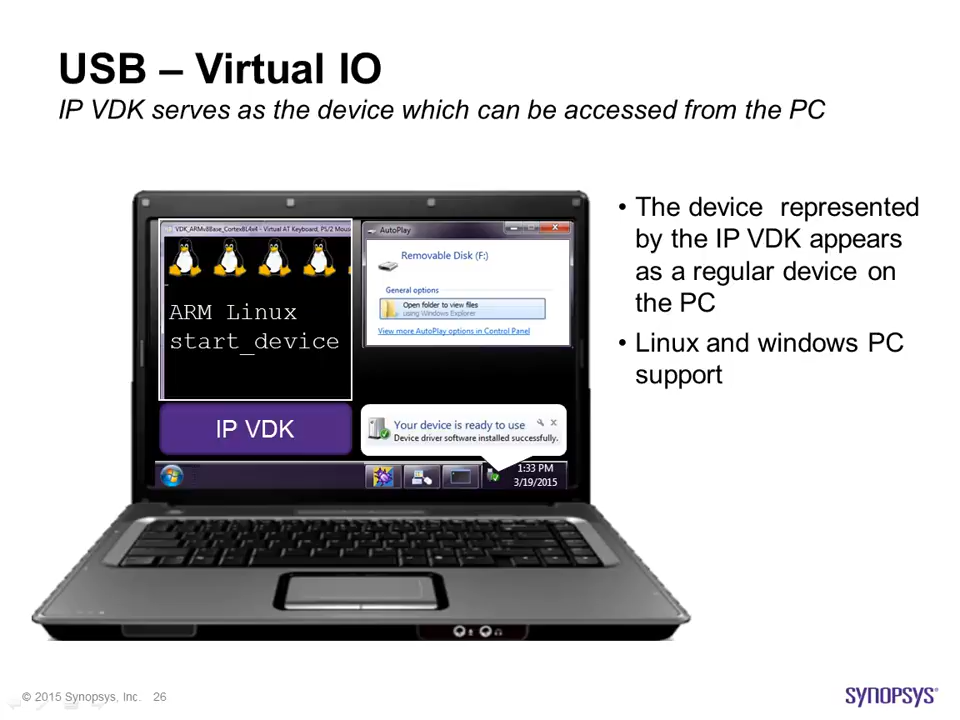 USB – Virtual IO
IP VDK serves as the device which can be accessed from the PC
VDK_ARMv8Base_CortexBL4x4 - Virtual AT Keyboard, PS/2 Mous
ARM Linux
start_device
IP VDK
AutoPlay
Removable Disk (F:)
General options
Open folder to view files
using Windows Explorer
View more AutoPlay options in Control Panel
Your device is ready to use
Device driver software installed successfully.
1:33 PM
3/19/2015
• The device represented
by the IP VDK appears
as a regular device on
the PC
• Linux and windows PC
support
© 2015 Synopsys, Inc. 26
SYNOPSYS®